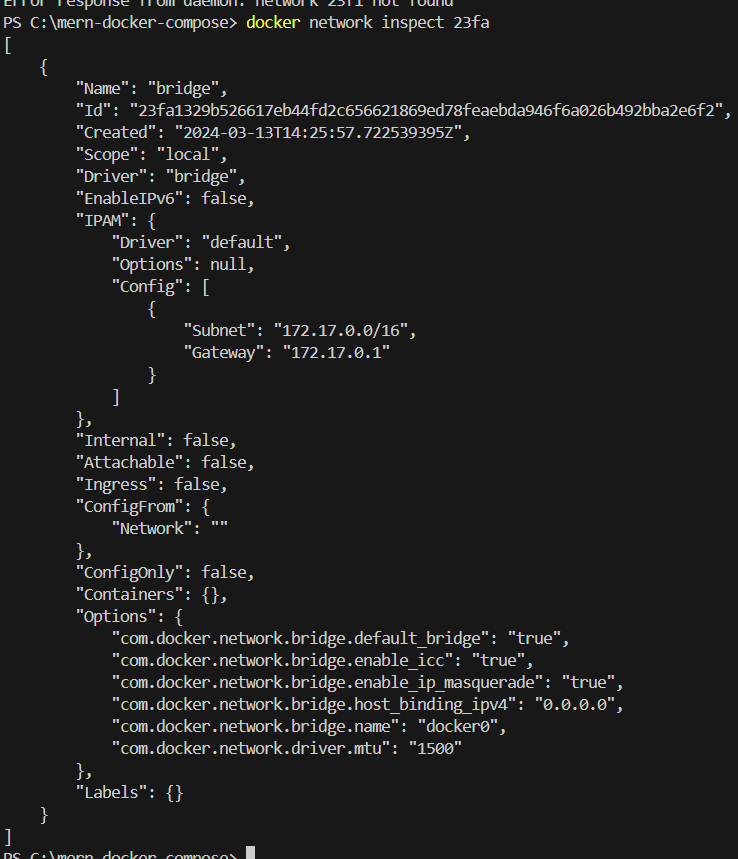 Error response from daemon: network 23f1 not found
PS C:\mern-docker-compose> docker network inspect 23fa
[
    {
        "Name": "bridge",
        "Id": "23fa1329b526617eb44fd2c656621869ed78feaebda946f6a026b492bba2e6f2",
        "Created": "2024-03-13T14:25:57.722539395Z",
        "Scope": "local",
        "Driver": "bridge",
        "EnableIPv6": false,
        "IPAM": {
            "Driver": "default",
            "Options": null,
            "Config": [
                {
                    "Subnet": "172.17.0.0/16",
                    "Gateway": "172.17.0.1"
                }
            ]
        },
        "Internal": false,
        "Attachable": false,
        "Ingress": false,
        "ConfigFrom": {
            "Network": ""
        },
        "ConfigOnly": false,
        "Containers": {},
        "Options": {
            "com.docker.network.bridge.default_bridge": "true",
            "com.docker.network.bridge.enable_icc": "true",
            "com.docker.network.bridge.enable_ip_masquerade": "true",
            "com.docker.network.bridge.host_binding_ipv4": "0.0.0.0",
            "com.docker.network.bridge.name": "docker0",
            "com.docker.network.driver.mtu": "1500"
        },
        "Labels": {}
    }
]
PS C:\mern-docker-compose>